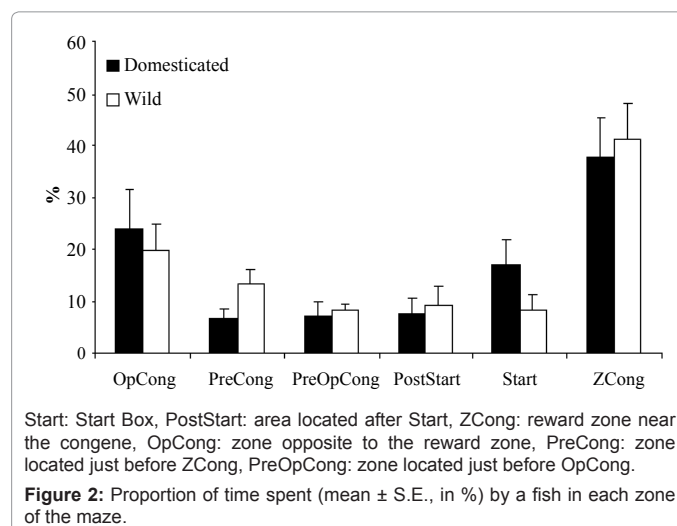 60
50
40
30
20
10
0
%
Domesticated
Wild
OpCong PreCong PreOpCong PostStart Start ZCong
Start: Start Box, PostStart: area located after Start, ZCong: reward zone near
the congene, OpCong: zone opposite to the reward zone, PreCong: zone
located just before ZCong, PreOpCong: zone located just before OpCong.
Figure 2: Proportion of time spent (mean ± S.E., in %) by a fish in each zone
of the maze.